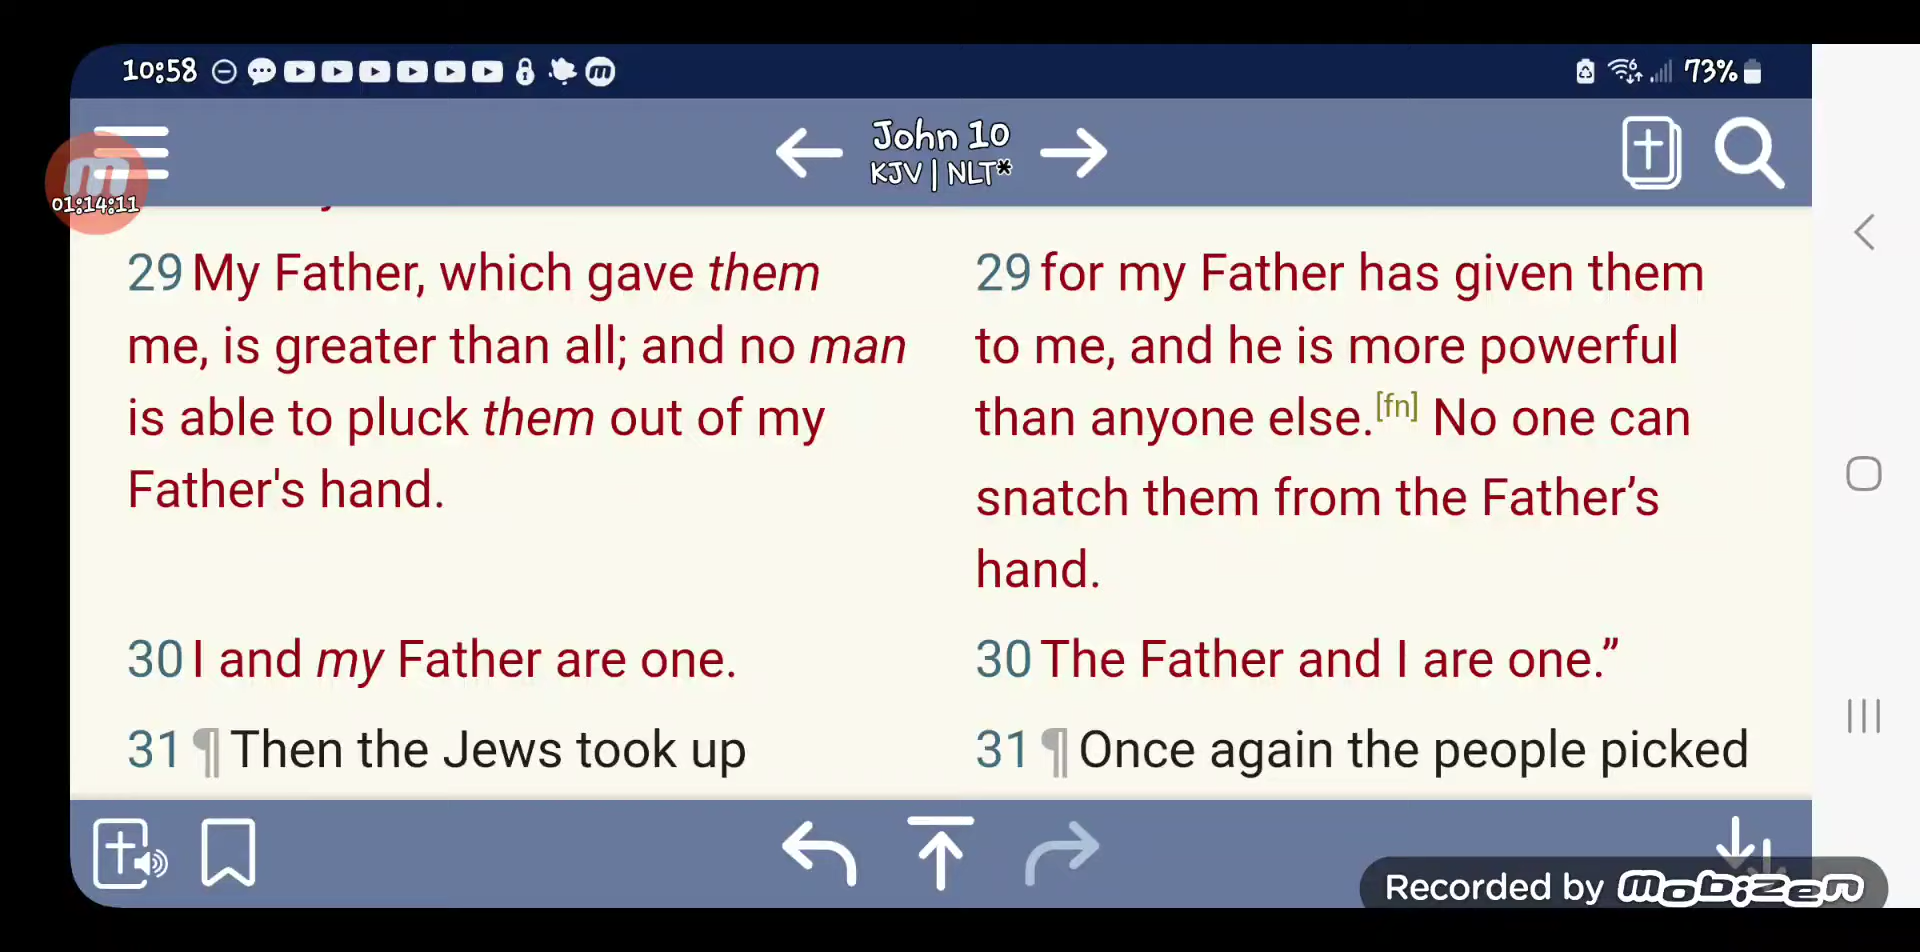 10:58
73%
John 10
KJV | NLT*
01:14:11
29 My Father, which gave them
me, is greater than all; and no man
is able to pluck them out of my
Father's hand.
30 I and my Father are one.
31 ¶ Then the Jews took up
29 for my Father has given them
to me, and he is more powerful
than anyone else.[fn] No one can
snatch them from the Father’s
hand.
30 The Father and I are one.”
31 ¶ Once again the people picked
Recorded by Mobizen